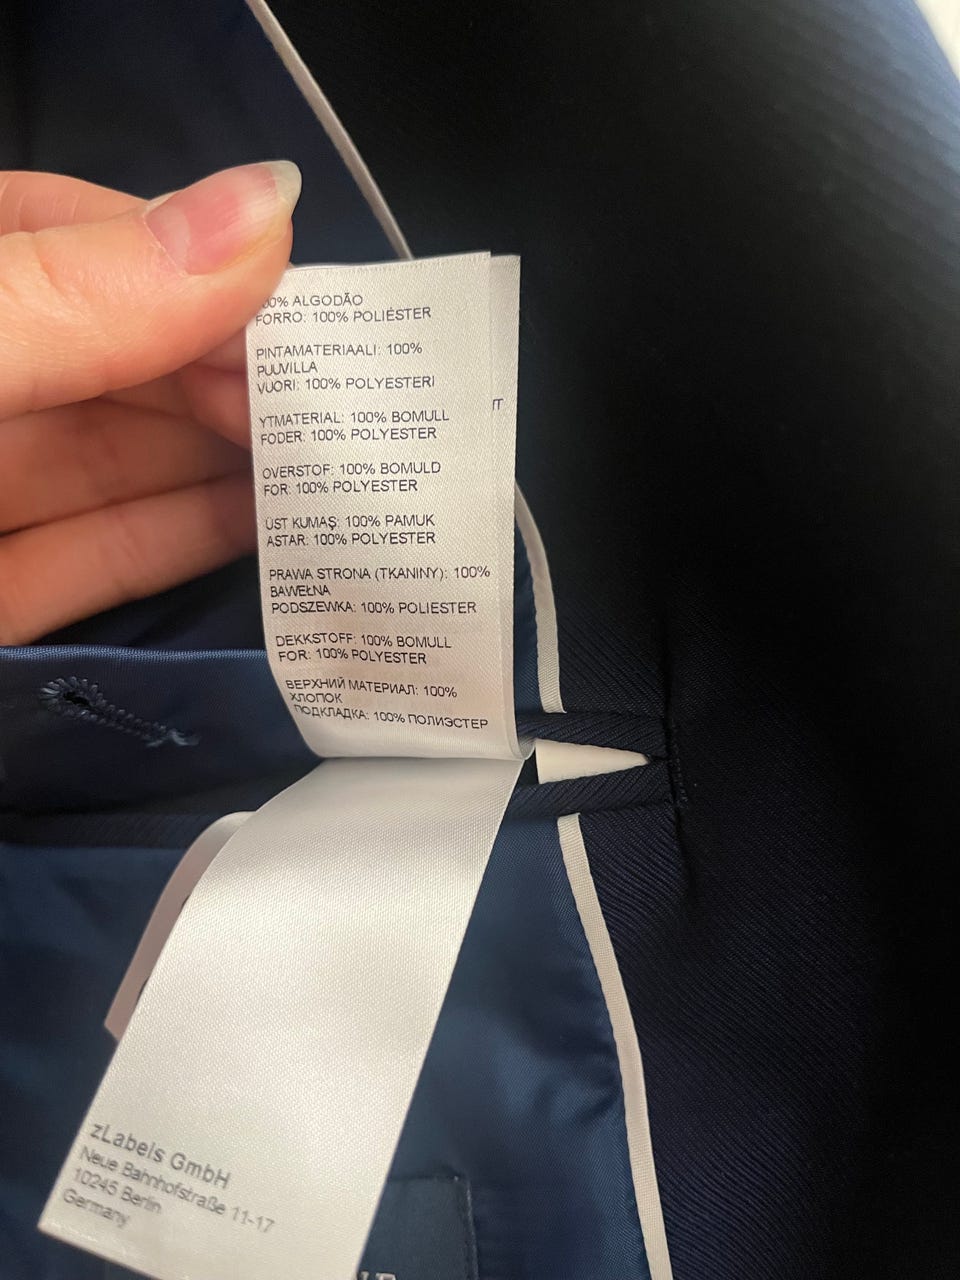 00% ALGODÃO
FORRO: 100% POLIÉSTER
PINTAMATERIAALI: 100%
PUUVILLA
VUORI: 100% POLYESTERI
YTMATERIAL: 100% BOMULL
FODER: 100% POLYESTER
OVERSTOF: 100% BOMULD
FOR: 100% POLYESTER
ÜST KUMAŞ: 100% PAMUK
ASTAR: 100% POLYESTER
PRAWA STRONA (TKANINY): 100%
BAWEŁNA
PODSZEWKA: 100% POLIESTER
DEKKSTOFF: 100% BOMULL
FOR: 100% POLYESTER
ВЕРХНИЙ МАТЕРИАЛ: 100%
ХЛОПОК
ПОДКЛАДКА: 100% ПОЛИЭСТЕР
zLabels GmbH
Neue Bahnhofstraße 11-17
10245 Berlin
Germany